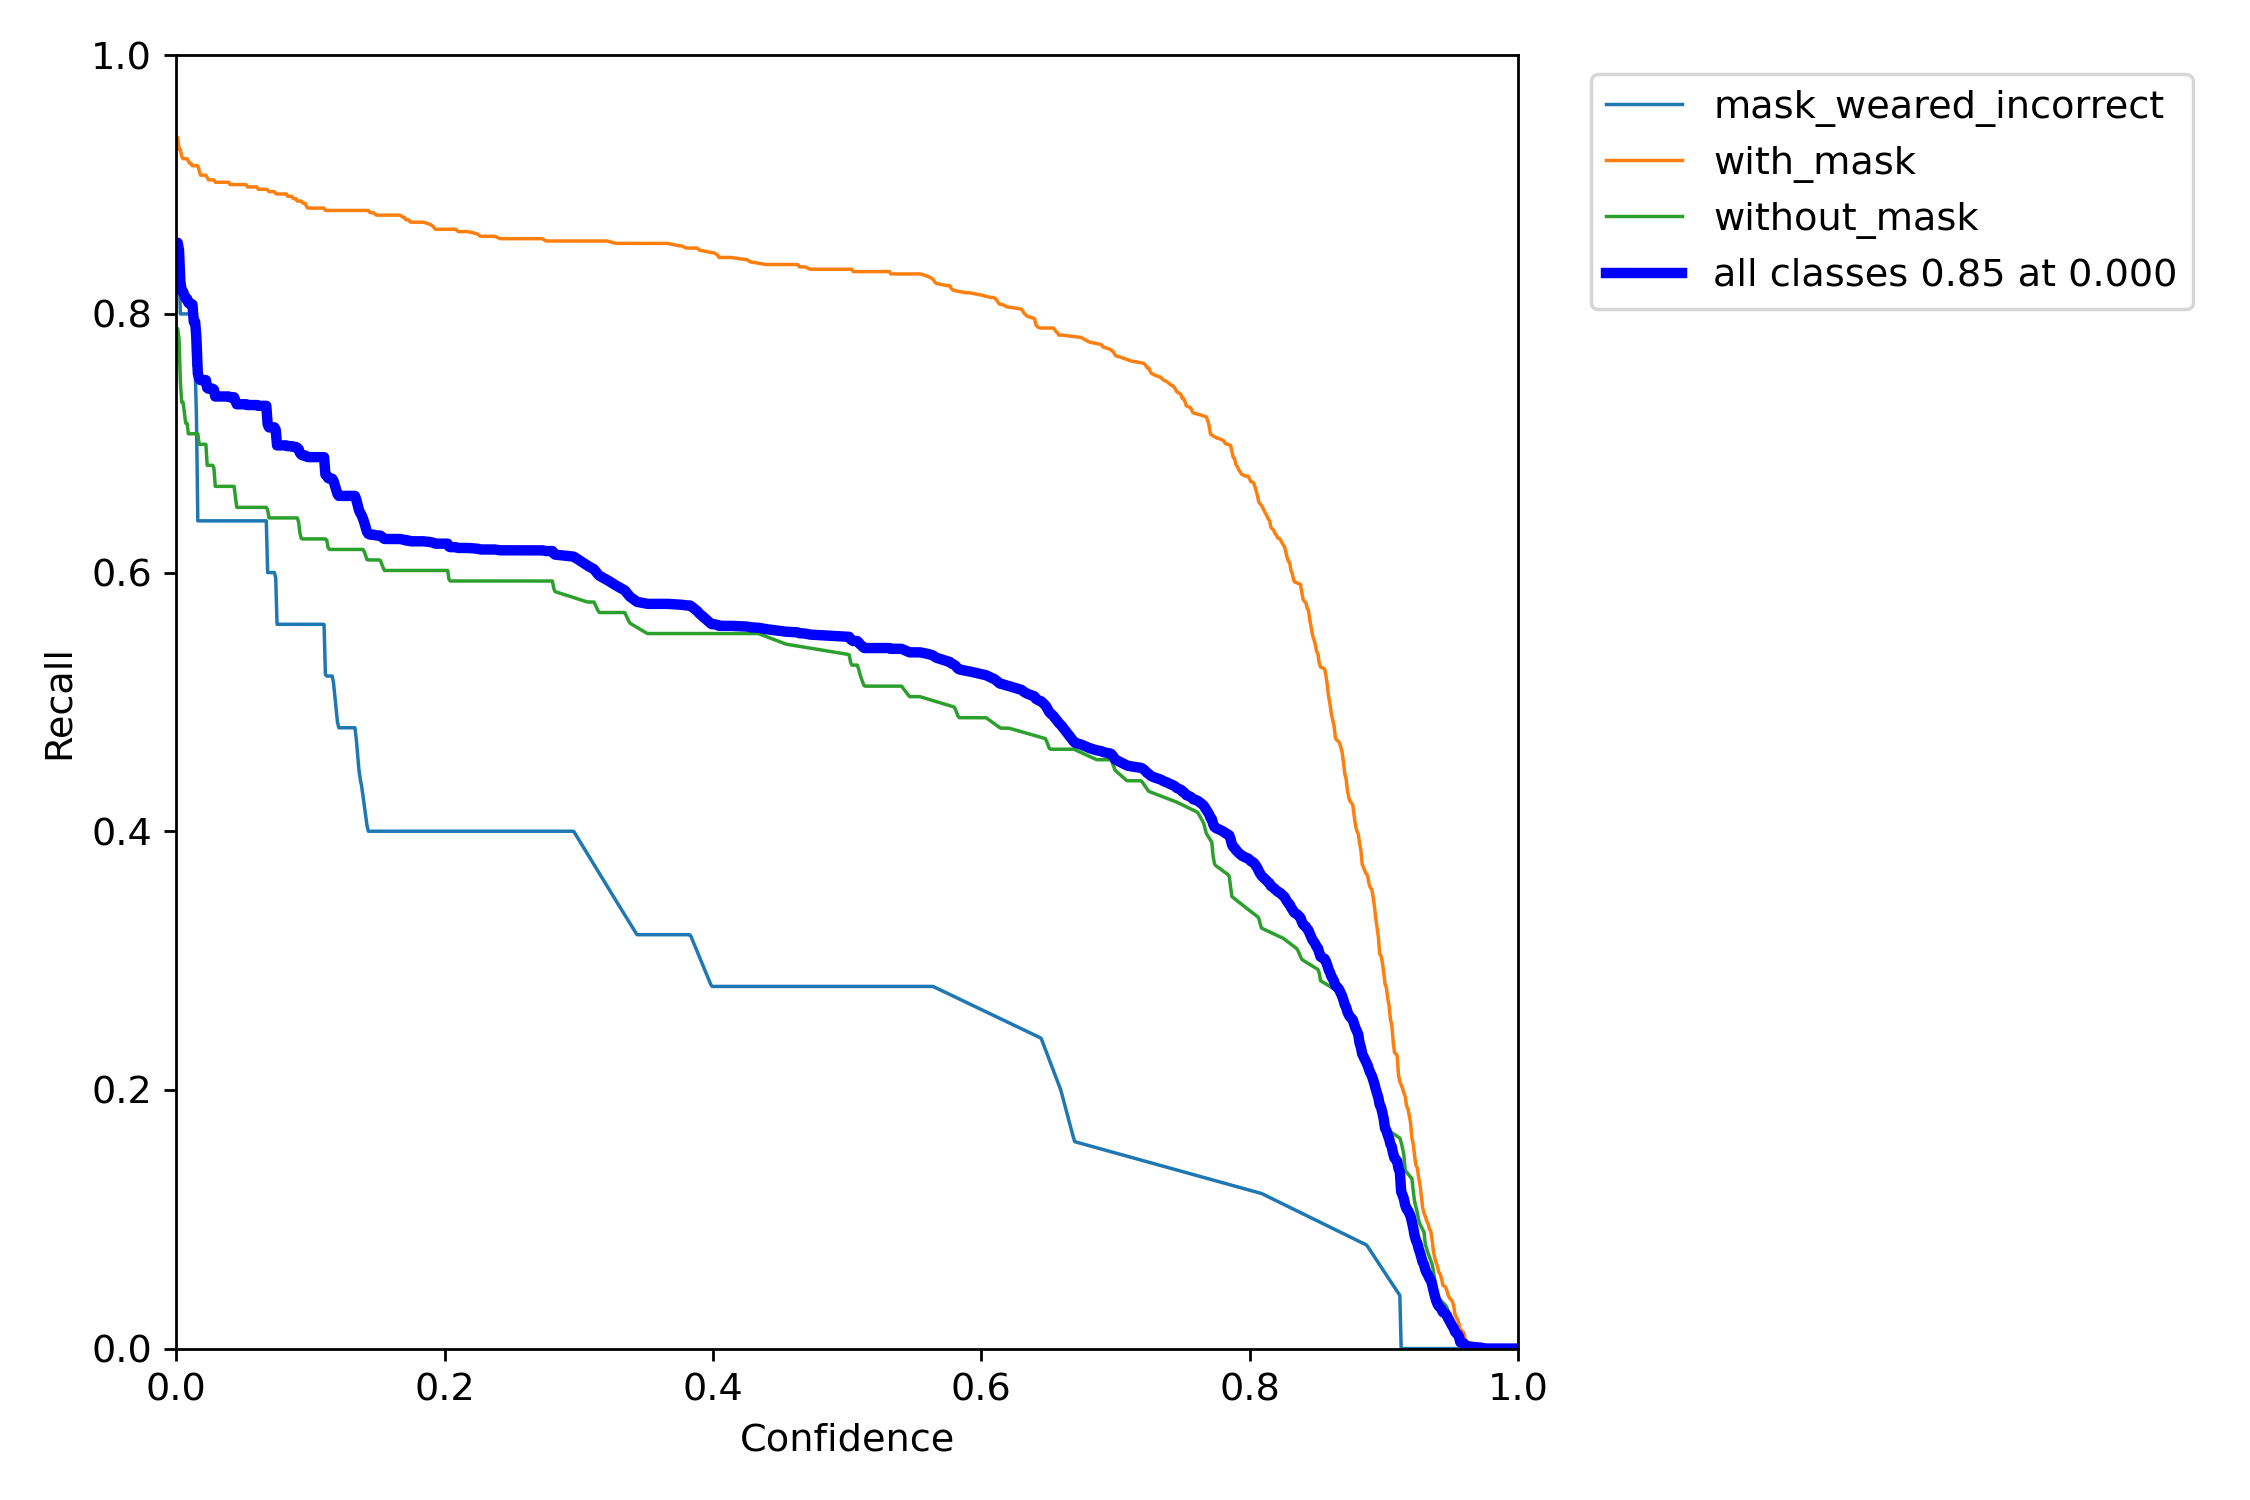 1.0
0.8
0.6
0.4
0.2
0.0
Recall
0.0 0.2 0.4 0.6 0.8 1.0
Confidence
mask_weared_incorrect
with_mask
without_mask
all classes 0.85 at 0.000